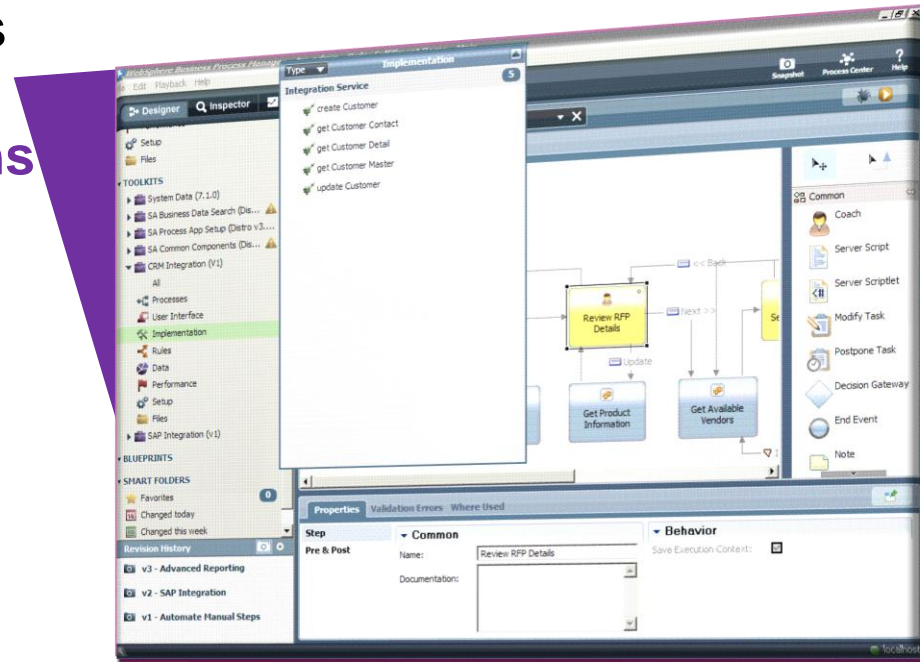 s
ns
WebSphere Business Process Manager
Edit Playback Help
Designer
Inspector
Snapshot
Process Center
Help
Setup
Files
TOOLKITS
System Data (7.1.0)
SA Business Data Search (Dis...
SA Process App Setup (Distro v3....
SA Common Components (Dis...
CRM Integration (V1)
All
Processes
User Interface
Implementation
Rules
Data
Performance
Setup
Files
SAP Integration (v1)
BLUEPRINTS
SMART FOLDERS
Favorites
0
Changed today
Changed this week
Revision History
v3 - Advanced Reporting
v2 - SAP Integration
v1 - Automate Manual Steps
Type
Implementation
Integration Service
5
create Customer
get Customer Contact
get Customer Detail
get Customer Master
update Customer
<< Back
Review RFP
Details
Next >>
Se
Update
Get Product
Information
Get Available
Vendors
Common
Coach
Server Script
Server Scriptlet
Modify Task
Postpone Task
Decision Gateway
End Event
Note
Properties
Validation Errors
Where Used
Step
Pre & Post
Common
Name:
Review RFP Details
Documentation:
Behavior
Save Execution Context:
localhost